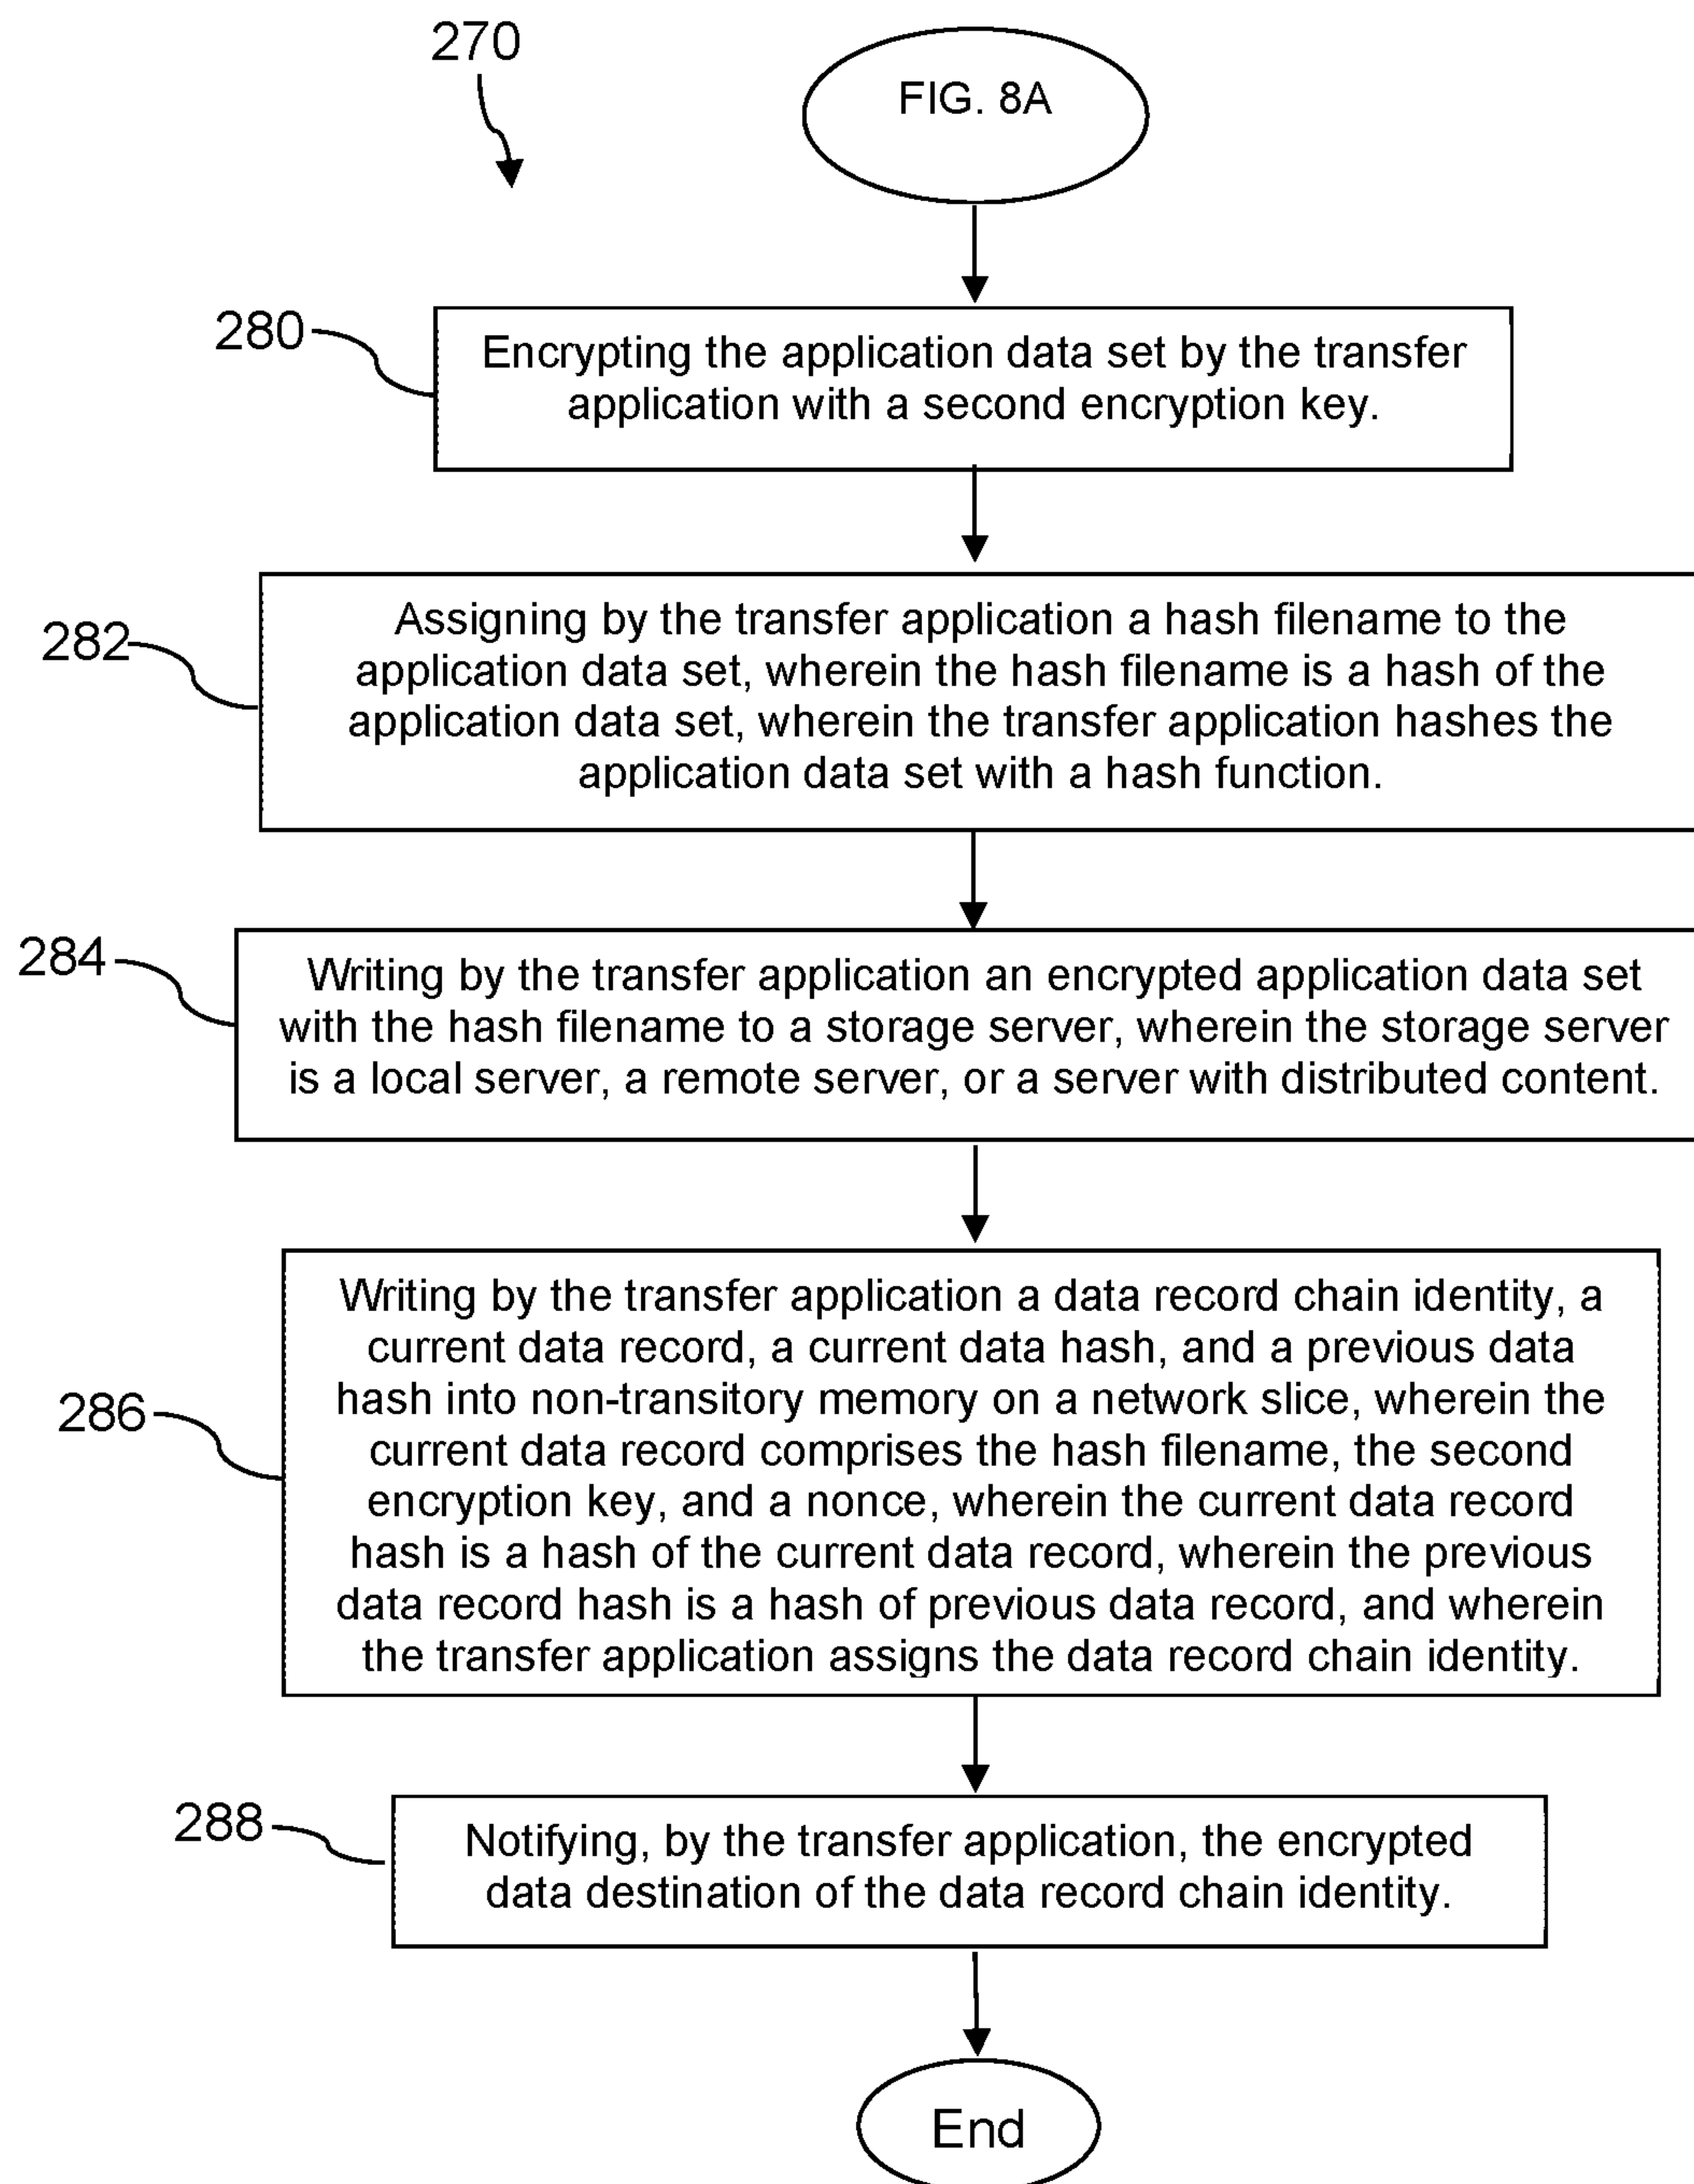 270
FIG. 8A
280
Encrypting the application data set by the transfer
application with a second encryption key.
282
Assigning by the transfer application a hash filename to the
application data set, wherein the hash filename is a hash of the
application data set, wherein the transfer application hashes the
application data set with a hash function.
284
Writing by the transfer application an encrypted application data set
with the hash filename to a storage server, wherein the storage server
is a local server, a remote server, or a server with distributed content.
286
Writing by the transfer application a data record chain identity, a
current data record, a current data hash, and a previous data
hash into non-transitory memory on a network slice, wherein the
current data record comprises the hash filename, the second
encryption key, and a nonce, wherein the current data record
hash is a hash of the current data record, wherein the previous
data record hash is a hash of previous data record, and wherein
the transfer application assigns the data record chain identity.
288
Notifying, by the transfer application, the encrypted
data destination of the data record chain identity.
End